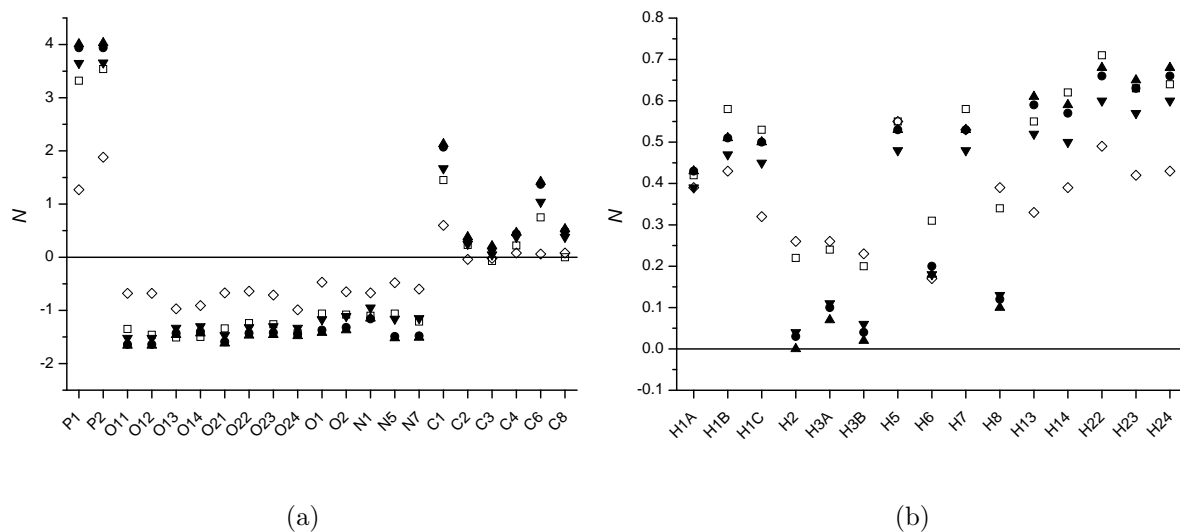 4
3
2
1
0
-1
-2
N
P1 P2 O11 O12 O13 O14 O21 O22 O23 O24 O1 O2 N1 N5 N7 C1 C2 C3 C4 C6 C8
(a)
0.8
0.7
0.6
0.5
0.4
0.3
0.2
0.1
0.0
-0.1
N
H1A H1B H1C H2 H3A H3B H5 H6 H7 H8 H13 H14 H22 H23 H24
(b)